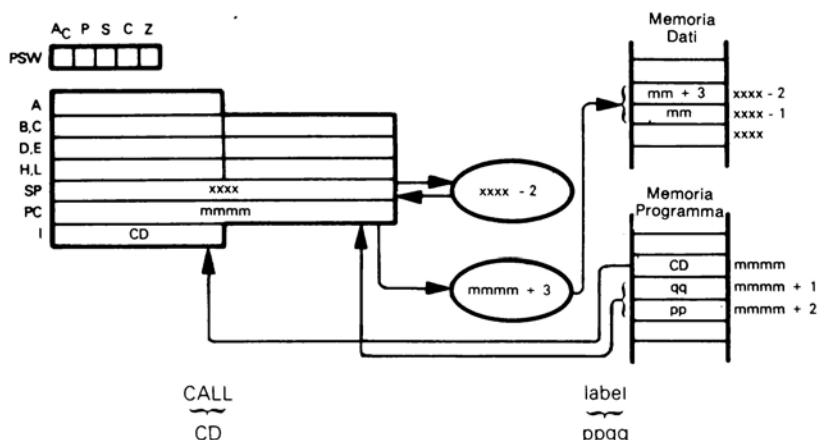 AC P S C Z
PSW
A
B,C
D,E
H,L
SP xxxx
PC mmmm
I CD
xxxx - 2
mmmm + 3
Memoria
Dati
mm + 3 xxxx - 2
mm xxxx - 1
xxxx
Memoria
Programma
CD mmmm
qq mmmm + 1
pp mmmm + 2
CALL
CD
label
ppqq